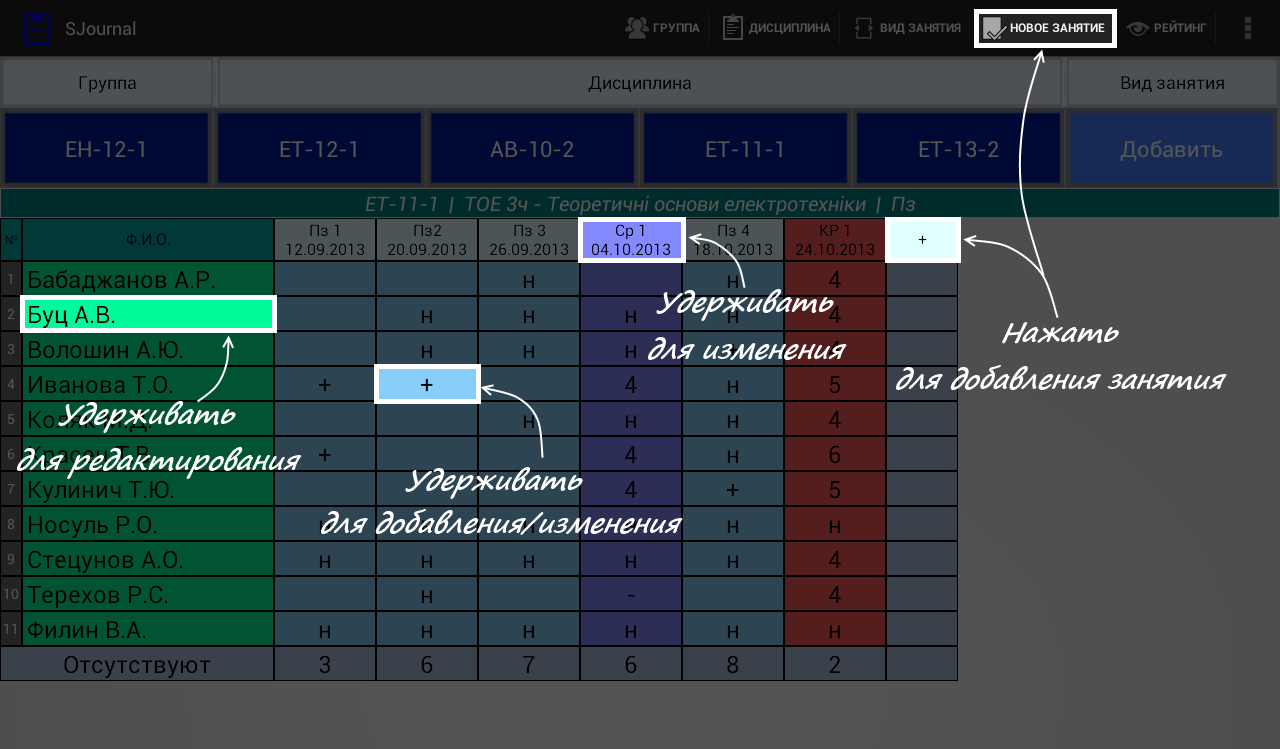 SJournal ГРУППА ДИСЦИПЛИНА ВИД ЗАНЯТИЯ НОВОЕ ЗАНЯТИЕ РЕЙТИНГ
Группа Дисциплина Вид занятия
ЕН-12-1 ЕТ-12-1 АВ-10-2 ЕТ-11-1 ЕТ-13-2 Добавить
ЕТ-11-1 | ТОЕ 3ч - Теоретичні основи електротехніки | Пз
№ Ф.И.О. Пз 1 Пз2 Пз 3 Ср 1 Пз 4 КР 1 +
12.09.2013 20.09.2013 26.09.2013 04.10.2013 18.10.2013 24.10.2013
1 Бабаджанов А.Р. н н 4
2 Буц А.В. н н н н 4
Удерживать
для изменения
Нажать
для добавления занятия
3 Волошин А.Ю. н н н 4
4 Иванова Т.О. + + 4 н 5
Удерживать
для редактирования
5 н н н 4
6 + 4 н 6
7 Кулинич Т.Ю. 4 + 5
Удерживать
для добавления/изменения
8 Носуль Р.О. н н н
9 Стецунов А.О. н н н н н 4
10 Терехов Р.С. н - 4
11 Филин В.А. н н н н н н
Отсутствуют 3 6 7 6 8 2